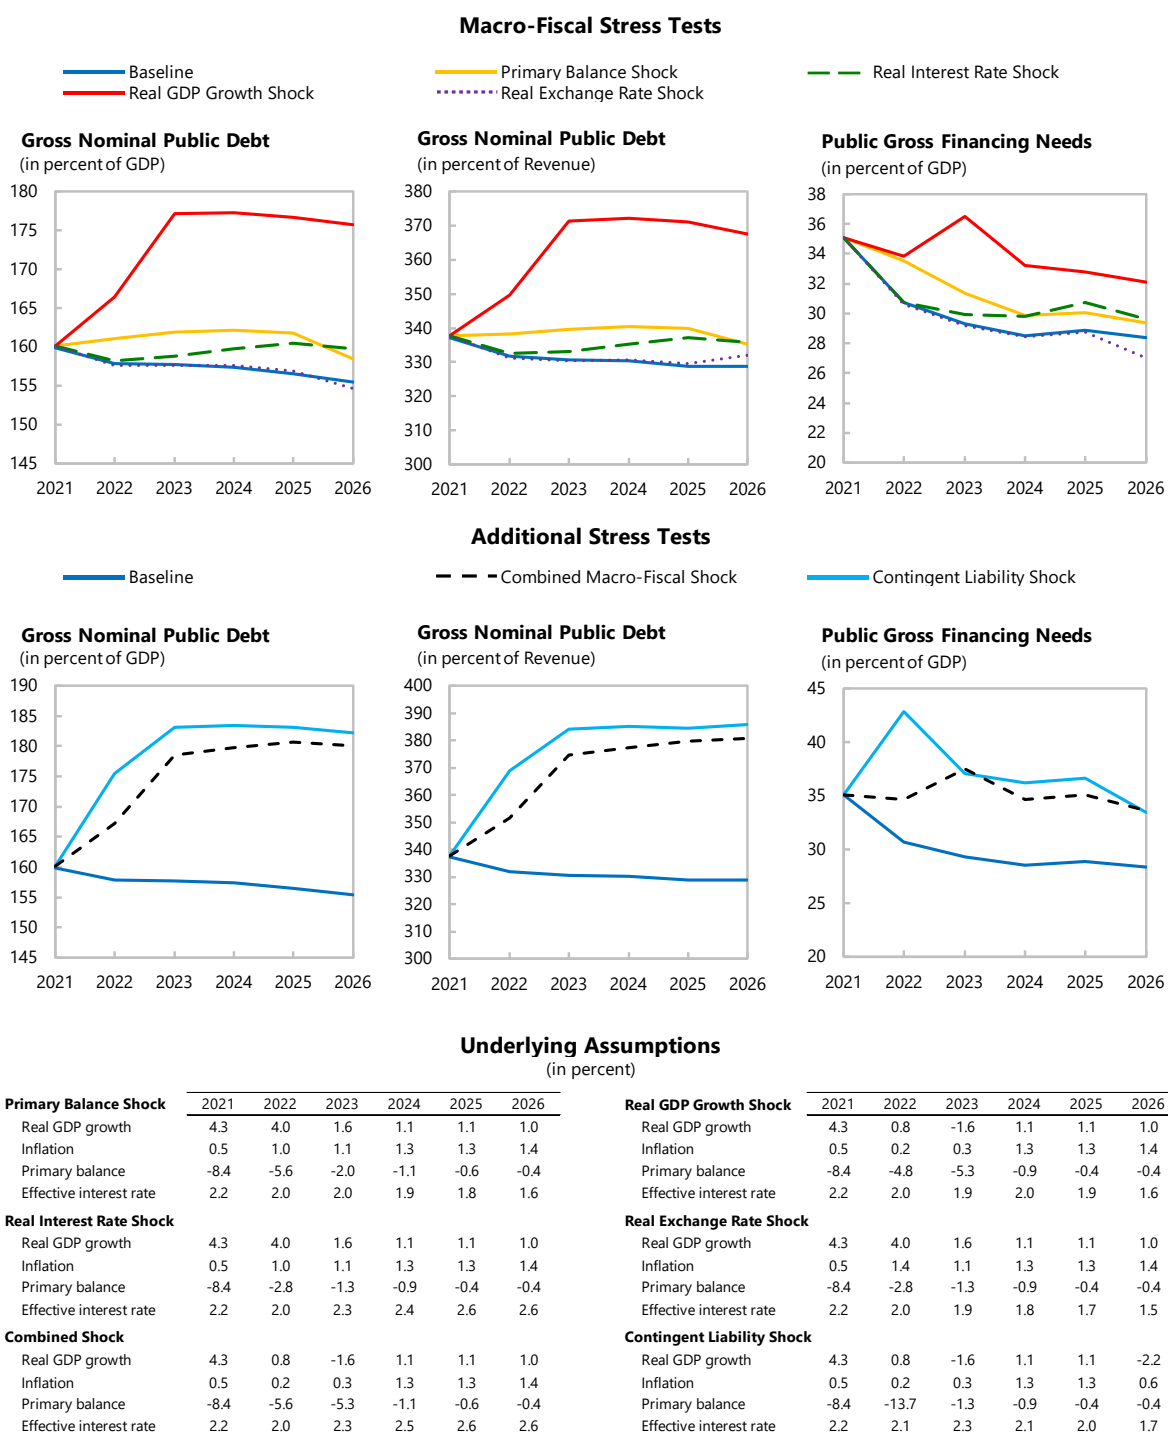 Macro-Fiscal Stress Tests
Baseline
Primary Balance Shock
Real Interest Rate Shock
Real GDP Growth Shock
Real Exchange Rate Shock
Gross Nominal Public Debt
(in percent of GDP)
180
175
170
165
160
155
150
145
2021 2022 2023 2024 2025 2026
Gross Nominal Public Debt
(in percent of Revenue)
380
370
360
350
340
330
320
310
300
2021 2022 2023 2024 2025 2026
Public Gross Financing Needs
(in percent of GDP)
38
36
34
32
30
28
26
24
22
20
2021 2022 2023 2024 2025 2026
Additional Stress Tests
Baseline
Combined Macro-Fiscal Shock
Contingent Liability Shock
Gross Nominal Public Debt
(in percent of GDP)
190
185
180
175
170
165
160
155
150
145
2021 2022 2023 2024 2025 2026
Gross Nominal Public Debt
(in percent of Revenue)
400
390
380
370
360
350
340
330
320
310
300
2021 2022 2023 2024 2025 2026
Public Gross Financing Needs
(in percent of GDP)
45
40
35
30
25
20
2021 2022 2023 2024 2025 2026
Underlying Assumptions
(in percent)
Primary Balance Shock 2021 2022 2023 2024 2025 2026
Real GDP growth 4.3 4.0 1.6 1.1 1.1 1.0
Inflation 0.5 1.0 1.1 1.3 1.3 1.4
Primary balance -8.4 -5.6 -2.0 -1.1 -0.6 -0.4
Effective interest rate 2.2 2.0 2.0 1.9 1.8 1.6
Real Interest Rate Shock
Real GDP growth 4.3 4.0 1.6 1.1 1.1 1.0
Inflation 0.5 1.0 1.1 1.3 1.3 1.4
Primary balance -8.4 -2.8 -1.3 -0.9 -0.4 -0.4
Effective interest rate 2.2 2.0 2.3 2.4 2.6 2.6
Combined Shock
Real GDP growth 4.3 0.8 -1.6 1.1 1.1 1.0
Inflation 0.5 0.2 0.3 1.3 1.3 1.4
Primary balance -8.4 -5.6 -5.3 -1.1 -0.6 -0.4
Effective interest rate 2.2 2.0 2.3 2.5 2.6 2.6
Real GDP Growth Shock 2021 2022 2023 2024 2025 2026
Real GDP growth 4.3 0.8 -1.6 1.1 1.1 1.0
Inflation 0.5 0.2 0.3 1.3 1.3 1.4
Primary balance -8.4 -4.8 -5.3 -0.9 -0.4 -0.4
Effective interest rate 2.2 2.0 1.9 2.0 1.9 1.6
Real Exchange Rate Shock
Real GDP growth 4.3 4.0 1.6 1.1 1.1 1.0
Inflation 0.5 1.4 1.1 1.3 1.3 1.4
Primary balance -8.4 -2.8 -1.3 -0.9 -0.4 -0.4
Effective interest rate 2.2 2.0 1.9 1.8 1.7 1.5
Contingent Liability Shock
Real GDP growth 4.3 0.8 -1.6 1.1 1.1 -2.2
Inflation 0.5 0.2 0.3 1.3 1.3 0.6
Primary balance -8.4 -13.7 -1.3 -0.9 -0.4 -0.4
Effective interest rate 2.2 2.1 2.3 2.1 2.0 1.7